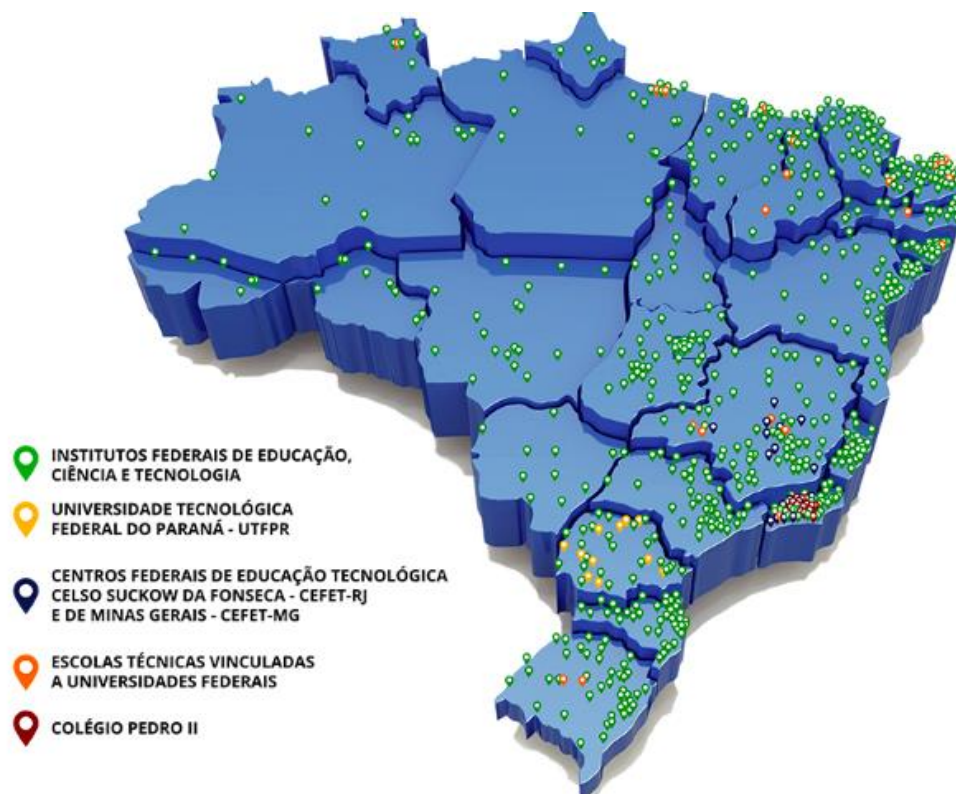 INSTITUTOS FEDERAIS DE EDUCAÇÃO,
CIÊNCIA E TECNOLOGIA
UNIVERSIDADE TECNOLÓGICA
FEDERAL DO PARANÁ - UTFPR
CENTROS FEDERAIS DE EDUCAÇÃO TECNOLÓGICA
CELSO SUCKOW DA FONSECA - CEFET-RJ
E DE MINAS GERAIS - CEFET-MG
ESCOLAS TÉCNICAS VINCULADAS
A UNIVERSIDADES FEDERAIS
COLÉGIO PEDRO II